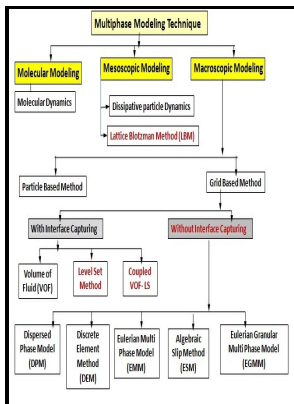 Multiphase Modeling Technique
Molecular Modeling
Mesoscopic Modeling
Macroscopic Modeling
Molecular Dynamics
Dissipative particle Dynamics
Lattice Blotzman Method (LBM)
Particle Based Method
Grid Based Method
With Interface Capturing
Without Interface Capturing
Volume of
Fluid (VOF)
Level Set
Method
Coupled
VOF- LS
Dispersed
Phase Model
(DPM)
Discrete
Element
Method
(DEM)
Eulerian Multi
Phase Model
(EMM)
Algebraic
Slip Method
(ESM)
Eulerian Granular
Multi Phase Model
(EGMM)